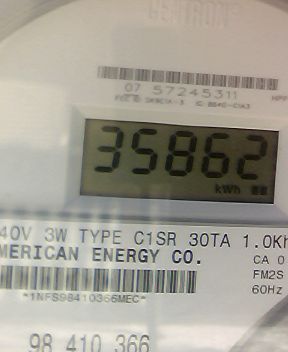 CENTRON
07 57245311
35862
kWh
40V 3W TYPE C1SR 30TA 1.0Kh
MERICAN ENERGY CO.
CA 0
FM2S
*1NFS98410366MEC*
60Hz
98 410 366